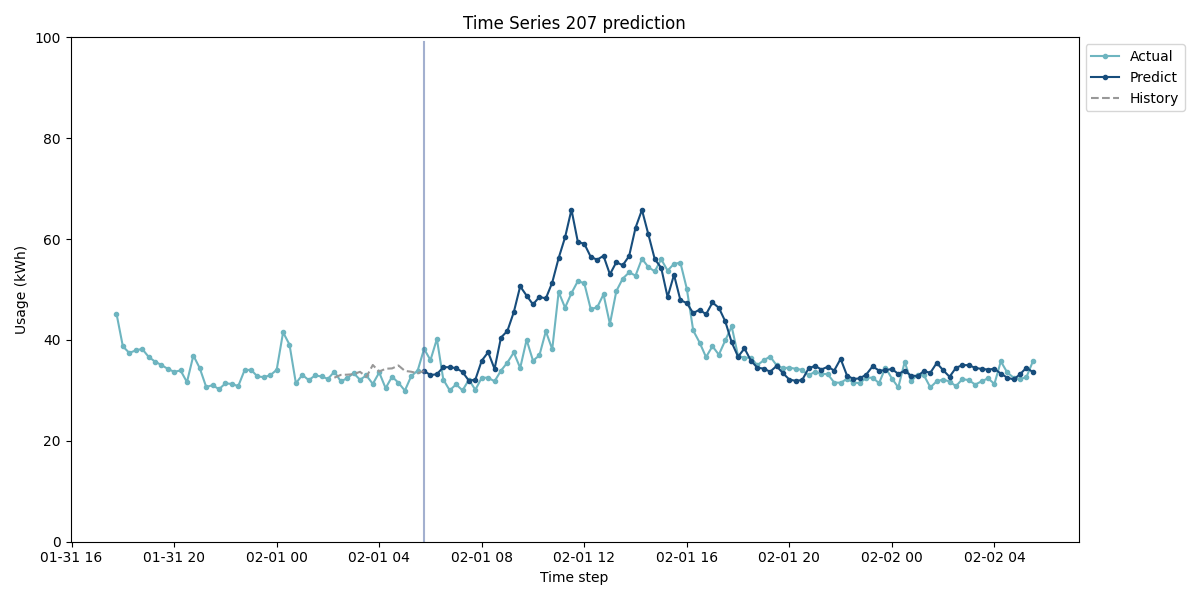 Time Series 207 prediction
100
80
60
40
20
0
Usage (kWh)
01-31 16
01-31 20
02-01 00
02-01 04
02-01 08
02-01 12
02-01 16
02-01 20
02-02 00
02-02 04
Time step
Actual
Predict
History